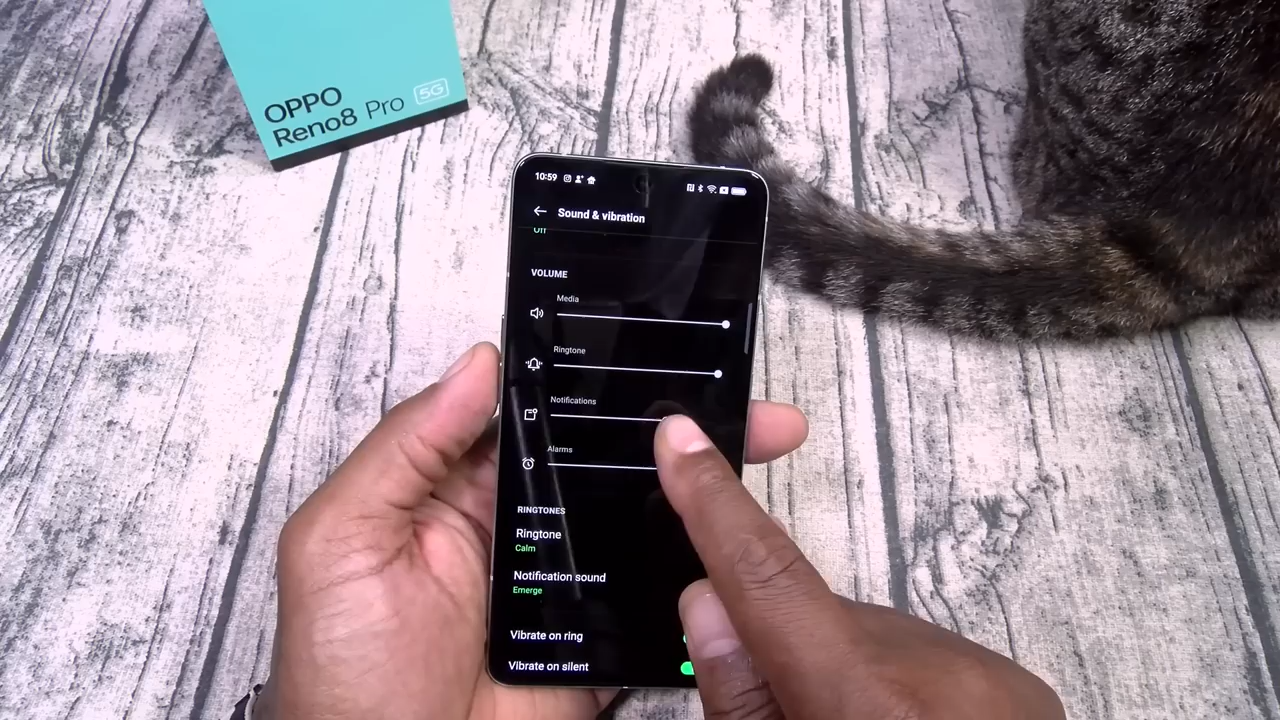 OPPO
Reno8 Pro 5G
10:59
Sound & vibration
Off
VOLUME
Media
Ringtone
Notifications
Alarms
RINGTONES
Ringtone
Calm
Notification sound
Emerge
Vibrate on ring
Vibrate on silent